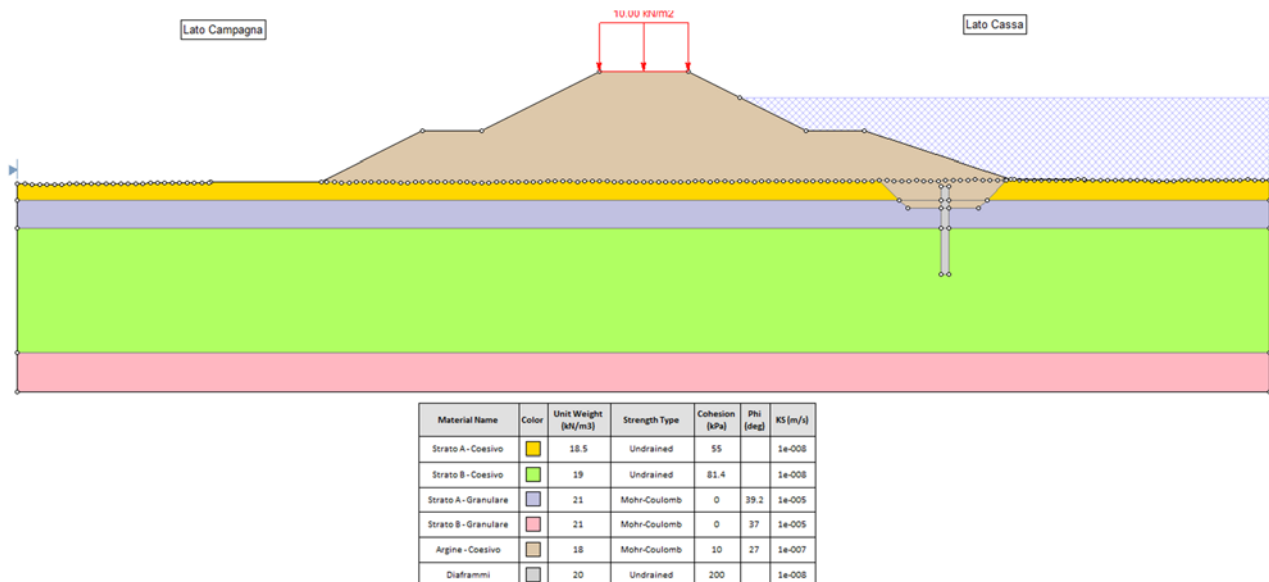 10.00 kN/m2
Lato Campagna
Lato Cassa
Material Name Color Unit Weight (kN/m3) Strength Type Cohesion (kPa) Phi (deg) KS (m/s)
Strato A - Coesivo 18.5 Undrained 55 1e-008
Strato B - Coesivo 19 Undrained 81.4 1e-008
Strato A - Granulare 21 Mohr-Coulomb 0 39.2 1e-005
Strato B - Granulare 21 Mohr-Coulomb 0 37 1e-005
Argine - Coesivo 18 Mohr-Coulomb 10 27 1e-007
Diaframmi 20 Undrained 200 1e-008